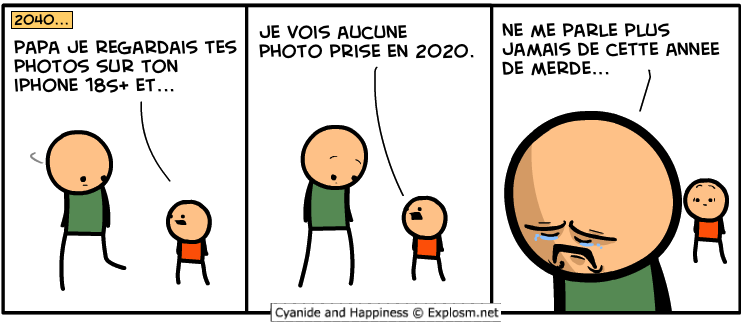 2040...
PAPA JE REGARDAIS TES
PHOTOS SUR TON
IPHONE 18S+ ET...
JE VOIS AUCUNE
PHOTO PRISE EN 2020.
NE ME PARLE PLUS
JAMAIS DE CETTE ANNEE
DE MERDE...
Cyanide and Happiness © Explosm.net